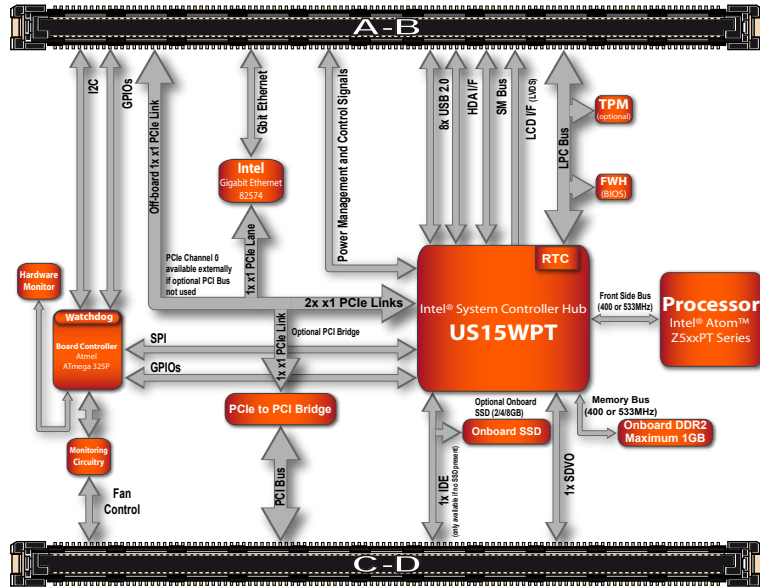 A-B
I2C
GPIOs
Off-board 1x x1 PCIe Link
Gbit Ethernet
Power Management and Control Signals
8x USB 2.0
HDA I/F
SM Bus
LCD I/F (LVDS)
LPC Bus
TPM
(optional)
FWH
(BIOS)
Intel
Gigabit Ethernet
82574
PCIe Channel 0
available externally
if optional PCI Bus
not used
1x x1 PCIe Lane
2x x1 PCIe Links
RTC
Intel® System Controller Hub
US15WPT
Front Side Bus
(400 or 533MHz)
Processor
Intel® Atom™
Z5xxPT Series
Hardware
Monitor
Watchdog
Board Controller
Atmel
ATmega 325P
SPI
GPIOs
1x x1 PCIe Link
Optional PCI Bridge
PCIe to PCI Bridge
Optional Onboard
SSD (2/4/8GB)
Onboard SSD
Memory Bus
(400 or 533MHz)
Onboard DDR2
Maximum 1GB
Monitoring
Circuitry
Fan
Control
PCI Bus
1x IDE
(only available if no SSD present)
1x SDVO
C-D